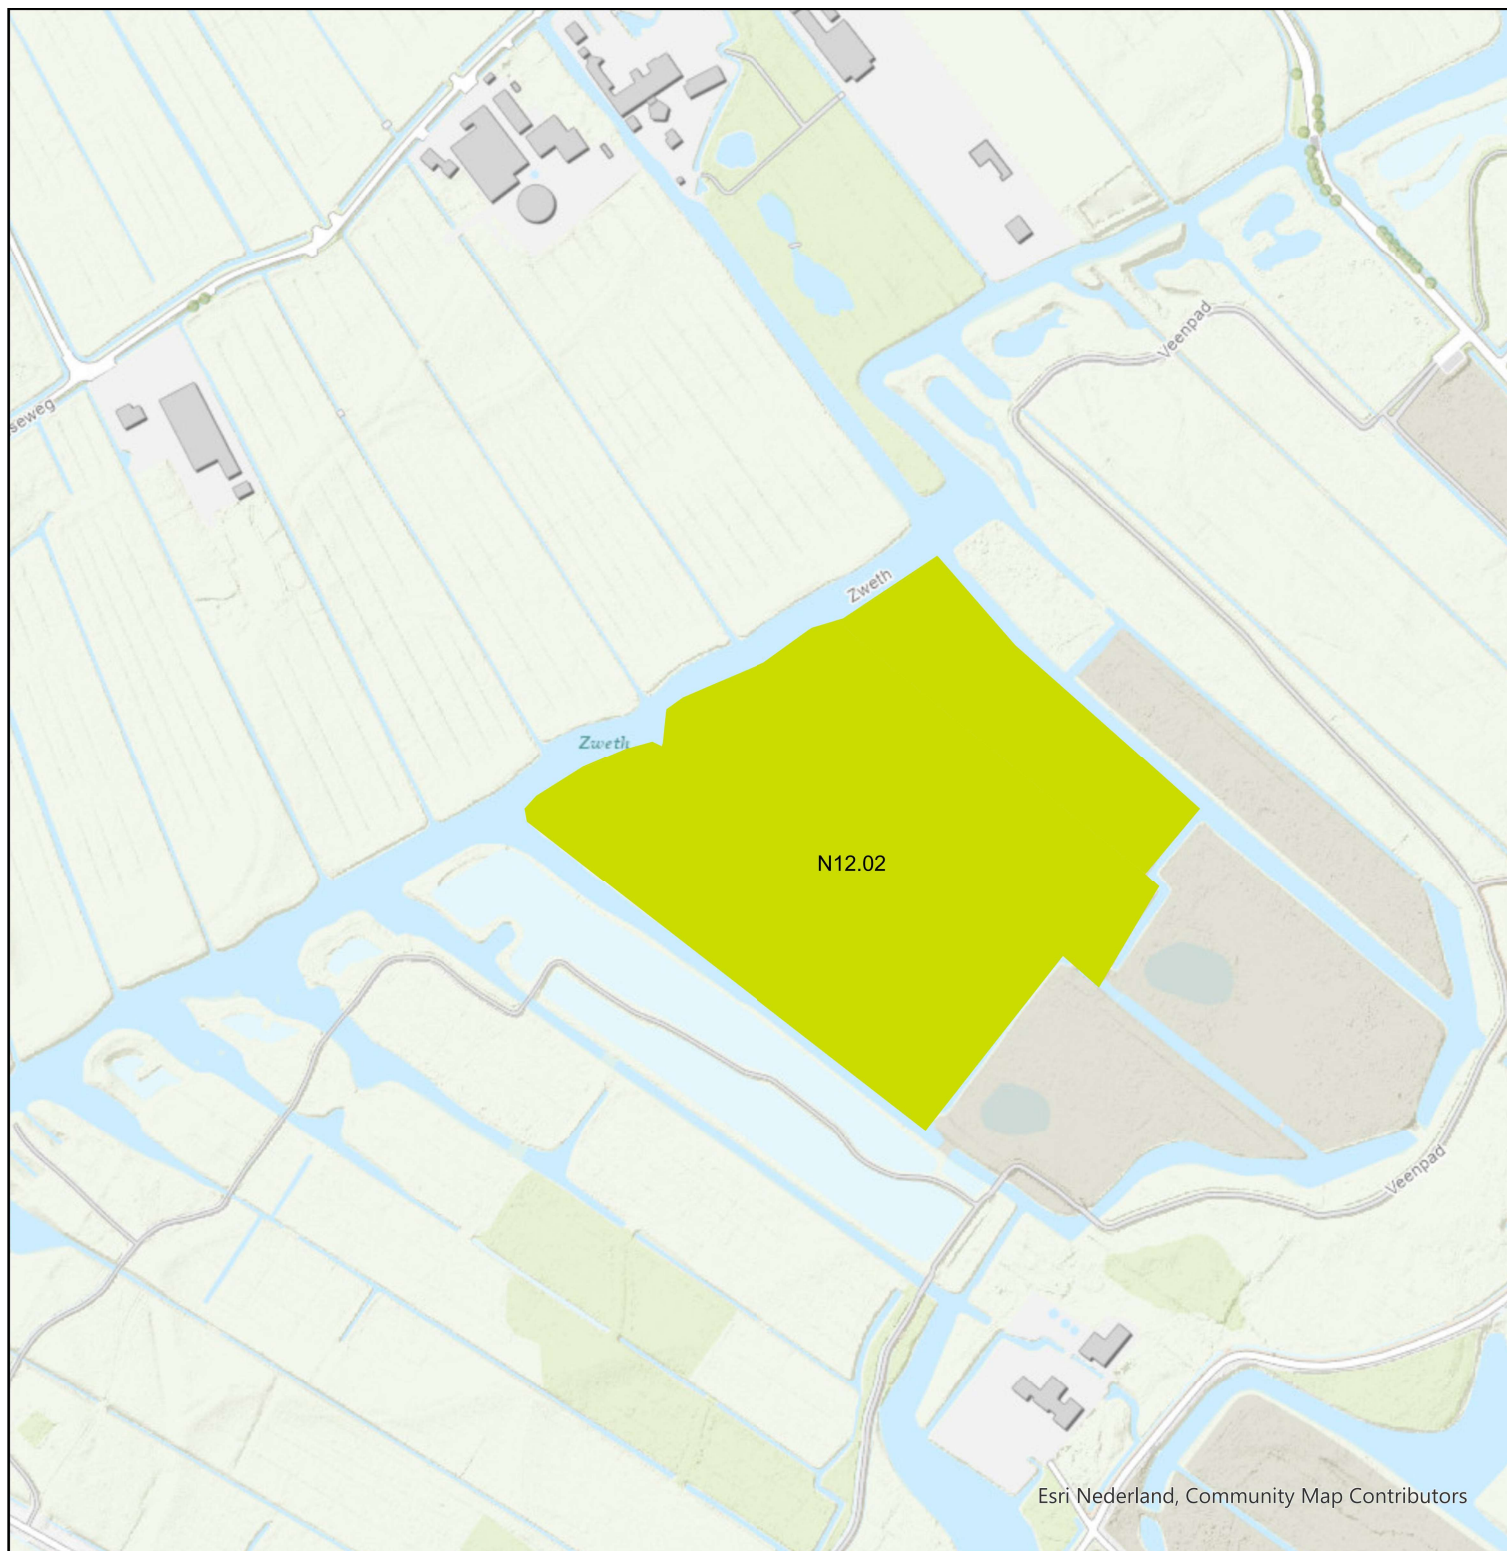 Veenpad
seweg
Zweth
Zweth
N12.02
Veenpad
Esri Nederland, Community Map Contributors